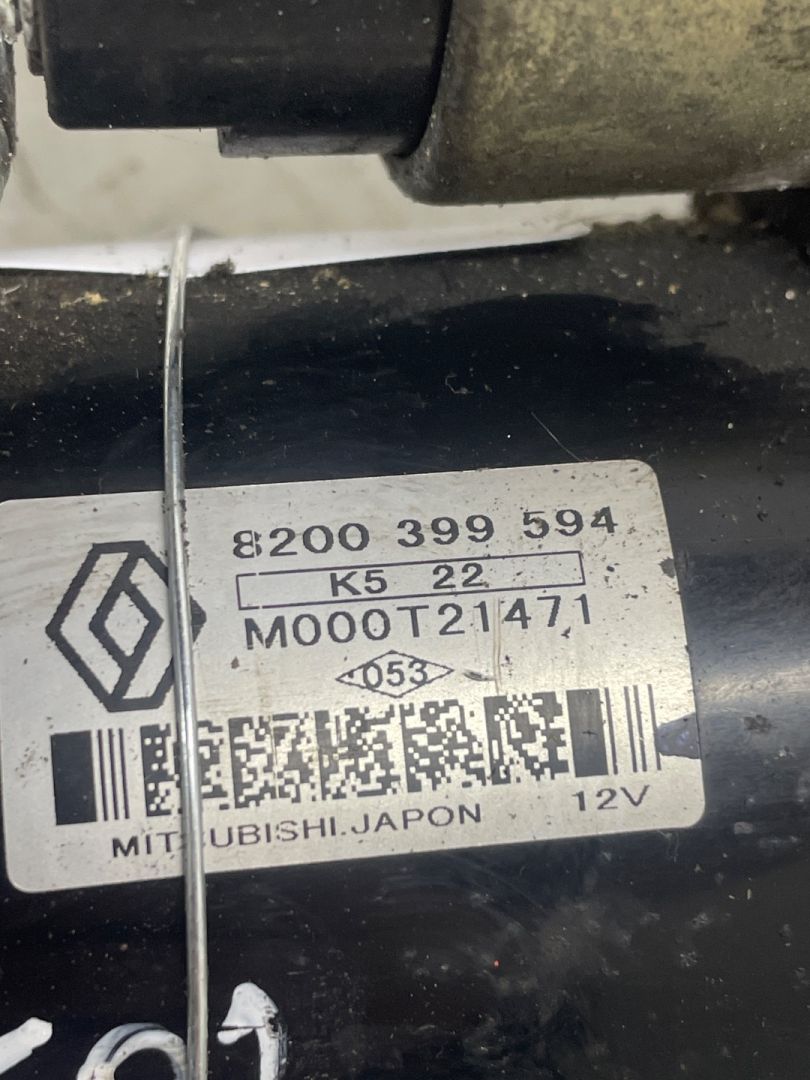 8200 399 594
K5 22
M000T21471
053
12V
MITSUBISHI.JAPON